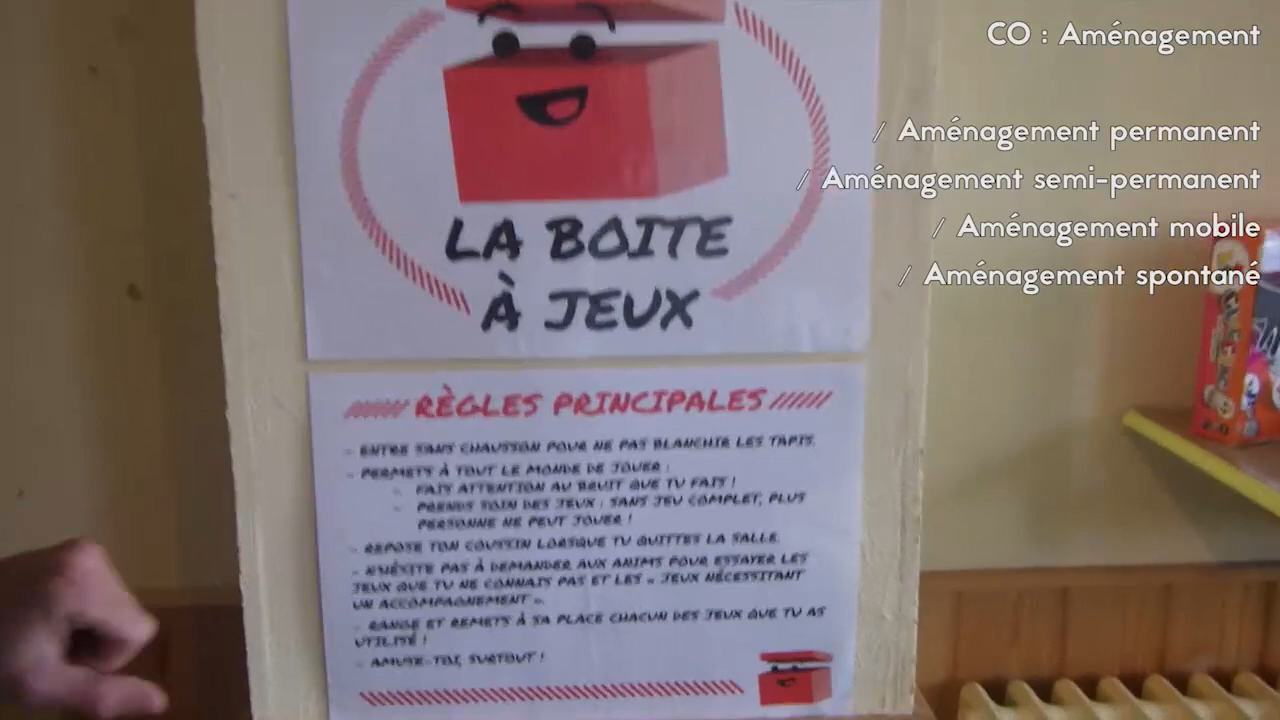 CO : Aménagement
/ Aménagement permanent
/ Aménagement semi-permanent
/ Aménagement mobile
/ Aménagement spontané
LA BOITE
À JEUX
RÈGLES PRINCIPALES
- ENTRE SANS CHAUSSON POUR NE PAS BLANCHIR LES TAPIS.
- PERMETS À TOUT LE MONDE DE JOUER :
- FAIS ATTENTION AU BRUIT QUE TU FAIS !
- PRENDS SOIN DES JEUX : SANS JEU COMPLET, PLUS
PERSONNE NE PEUT JOUER !
- REPOSE TON COUSSIN LORSQUE TU QUITTES LA SALLE.
- N'HÉSITE PAS À DEMANDER AUX ANIMS POUR ESSAYER LES
JEUX QUE TU NE CONNAIS PAS ET LES « JEUX NÉCESSITANT
UN ACCOMPAGNEMENT ».
- RANGE ET REMETS À SA PLACE CHACUN DES JEUX QUE TU AS
UTILISÉ !
- AMUSE-TOI, SURTOUT !